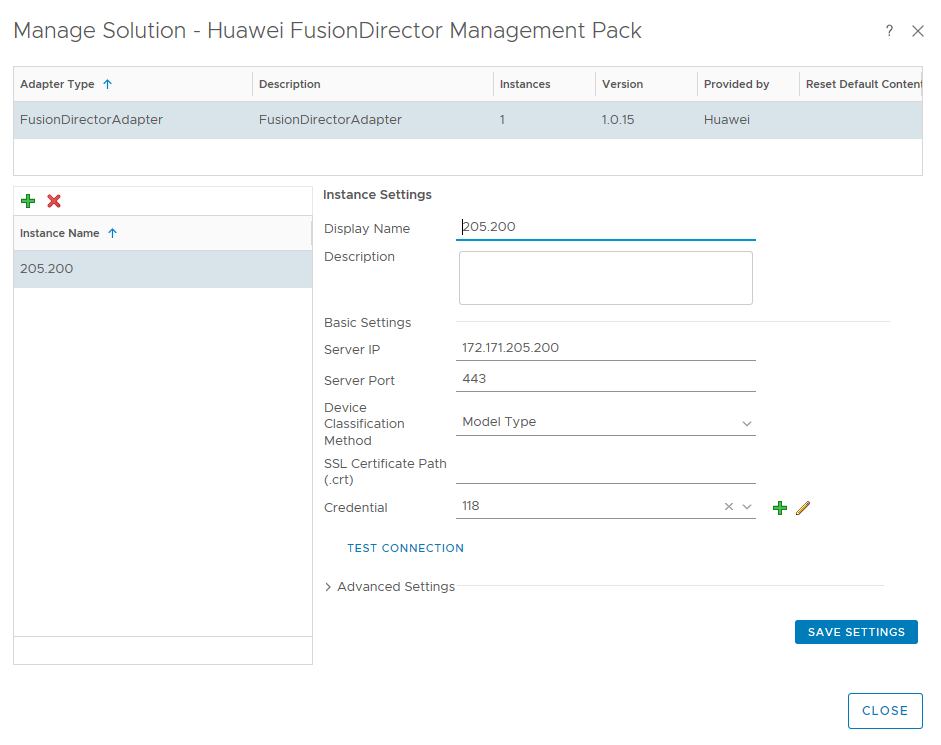 Manage Solution - Huawei FusionDirector Management Pack ?
Adapter Type Description Instances Version Provided by Reset Default Conten
FusionDirectorAdapter FusionDirectorAdapter 1 1.0.15 Huawei
Instance Settings
Instance Name
205.200
Display Name 205.200
Description
Basic Settings
Server IP 172.171.205.200
Server Port 443
Device
Classification
Method
Model Type
SSL Certificate Path
(.crt)
Credential 118
TEST CONNECTION
Advanced Settings
SAVE SETTINGS
CLOSE